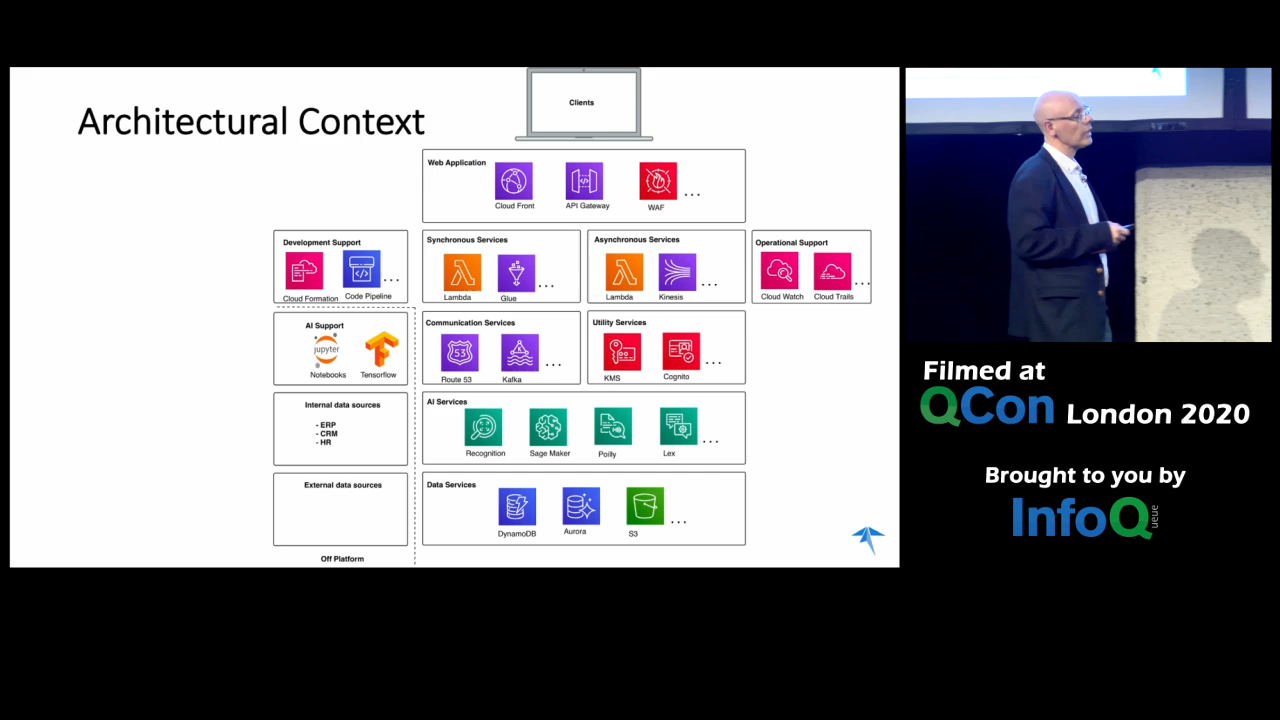 Architectural Context
Clients
Web Application
Cloud Front
API Gateway
WAF
...
Development Support
Cloud Formation
Code Pipeline
...
Synchronous Services
Lambda
Glue
...
Asynchronous Services
Lambda
Kinesis
...
Operational Support
Cloud Watch
Cloud Trails
...
AI Support
jupyter
Notebooks
Tensorflow
Communication Services
53
Route 53
Kafka
...
Utility Services
KMS
Cognito
...
Internal data sources
- ERP
- CRM
- HR
AI Services
Recognition
Sage Maker
Poilly
Lex
...
External data sources
Data Services
DynamoDB
Aurora
S3
...
Off Platform
Filmed at
QCon London 2020
Brought to you by
InfoQueue